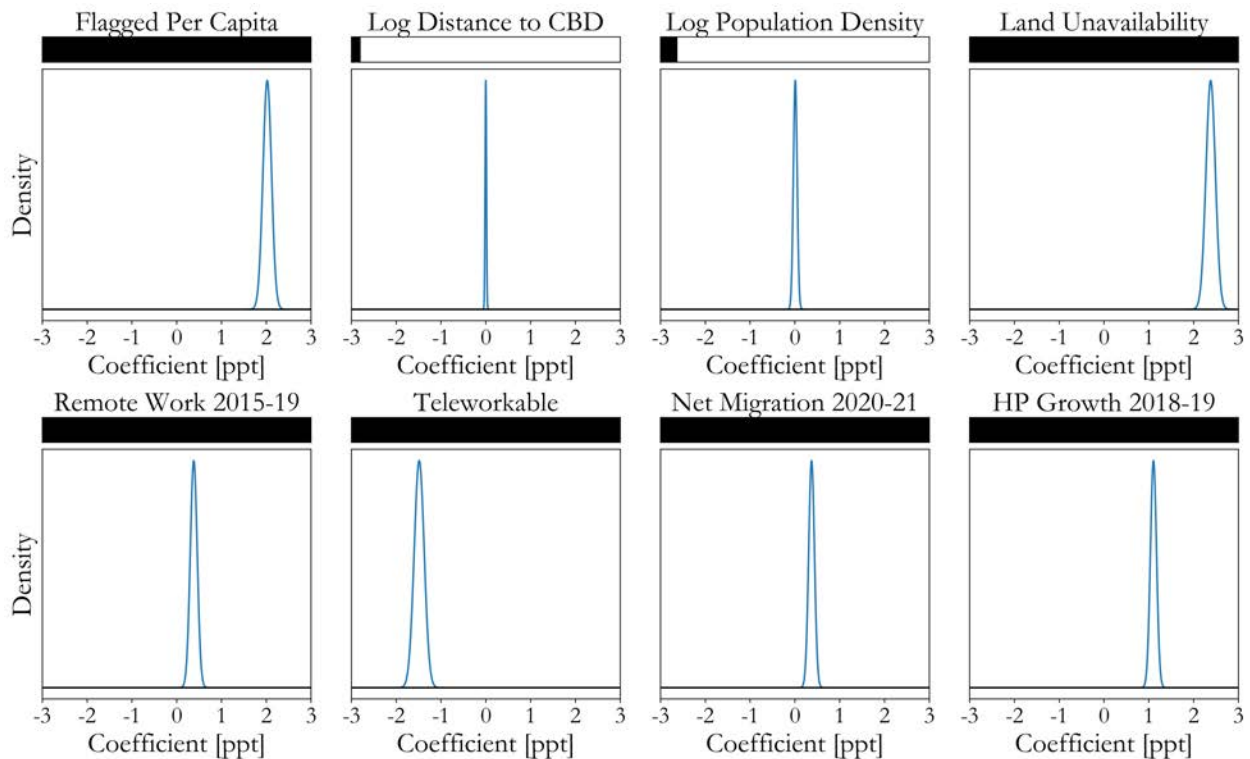 Flagged Per Capita
Log Distance to CBD
Log Population Density
Land Unavailability
Density
-3 -2 -1 0 1 2 3
-3 -2 -1 0 1 2 3
-3 -2 -1 0 1 2 3
-3 -2 -1 0 1 2 3
Coefficient [ppt]
Coefficient [ppt]
Coefficient [ppt]
Coefficient [ppt]
Remote Work 2015-19
Teleworkable
Net Migration 2020-21
HP Growth 2018-19
Density
-3 -2 -1 0 1 2 3
-3 -2 -1 0 1 2 3
-3 -2 -1 0 1 2 3
-3 -2 -1 0 1 2 3
Coefficient [ppt]
Coefficient [ppt]
Coefficient [ppt]
Coefficient [ppt]